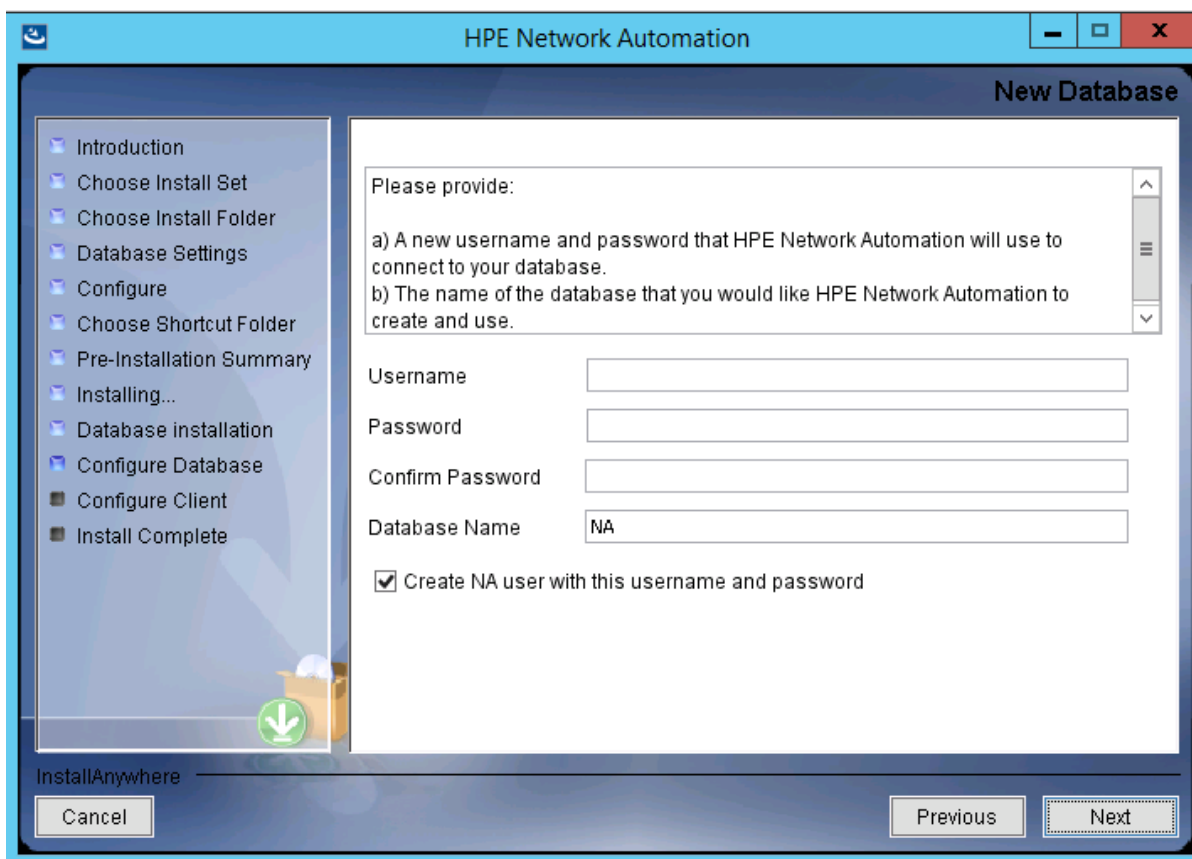 HPE Network Automation
New Database
Introduction
Choose Install Set
Choose Install Folder
Database Settings
Configure
Choose Shortcut Folder
Pre-Installation Summary
Installing...
Database installation
Configure Database
Configure Client
Install Complete
Please provide:
a) A new username and password that HPE Network Automation will use to
connect to your database.
b) The name of the database that you would like HPE Network Automation to
create and use.
Username
Password
Confirm Password
Database Name NA
Create NA user with this username and password
InstallAnywhere
Cancel Previous Next